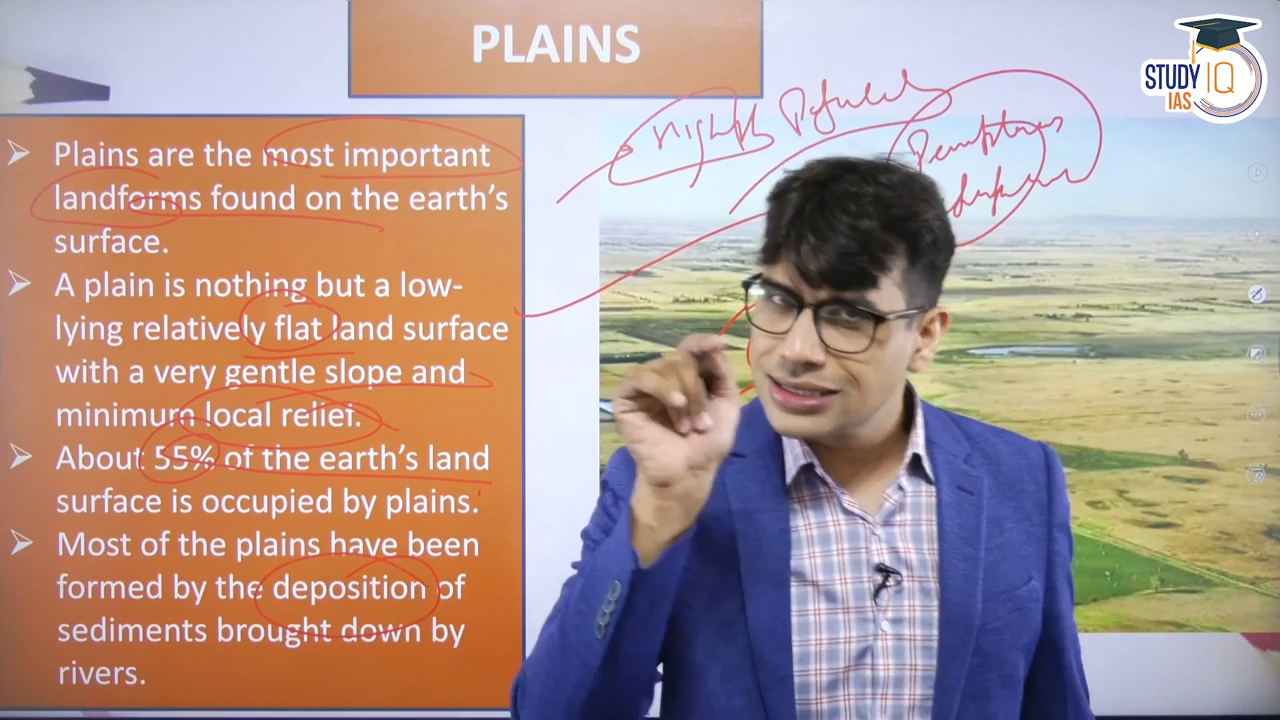 PLAINS
STUDY IQ
IAS
Plains are the most important
landforms found on the earth's
surface.
A plain is nothing but a low-
lying relatively flat land surface
with a very gentle slope and
minimum local relief.
About 55% of the earth's land
surface is occupied by plains.
Most of the plains have been
formed by the deposition of
sediments brought down by
rivers.